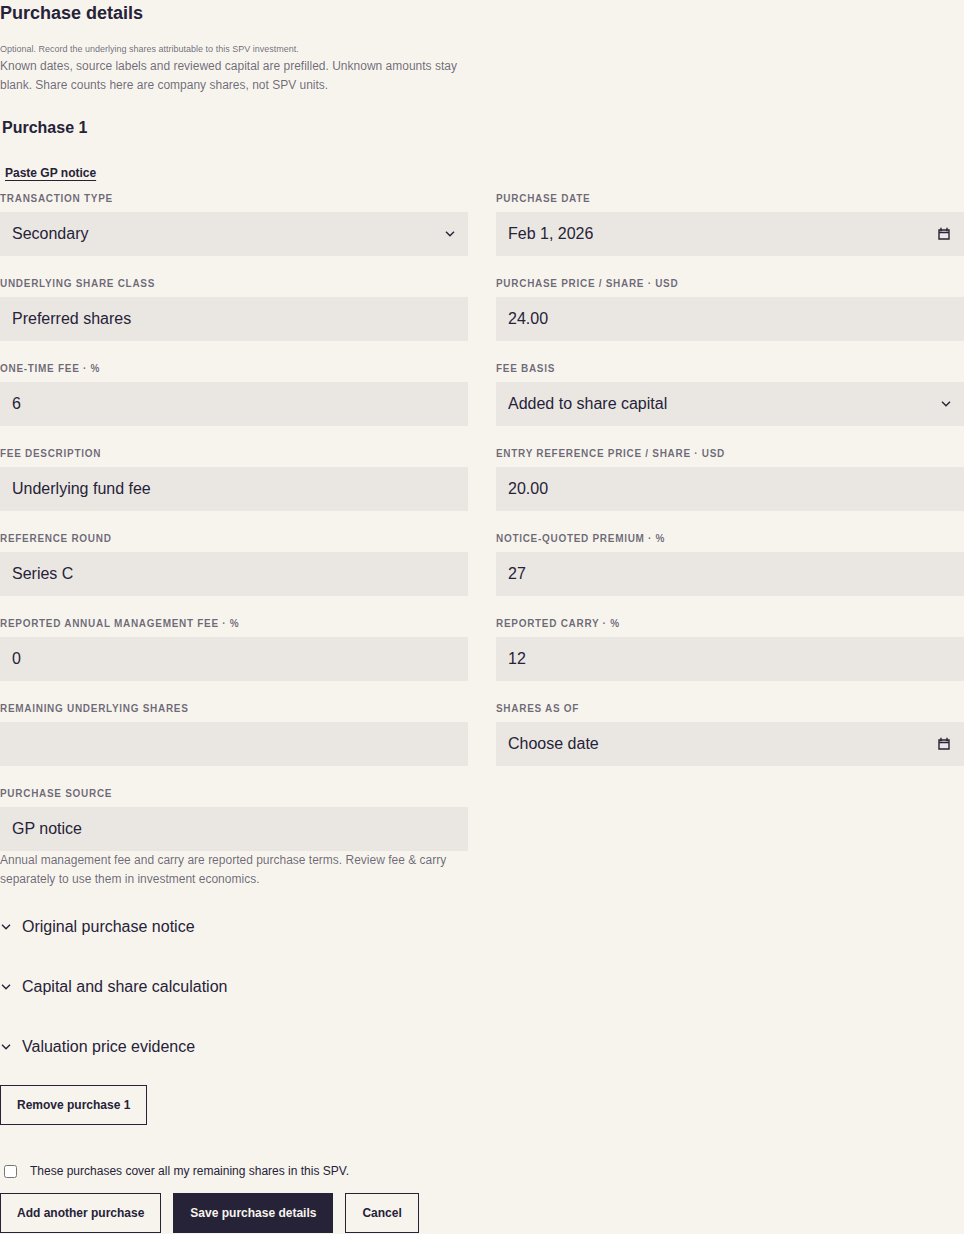 Purchase details
Optional. Record the underlying shares attributable to this SPV investment.
Known dates, source labels and reviewed capital are prefilled. Unknown amounts stay
blank. Share counts here are company shares, not SPV units.
Purchase 1
Paste GP notice
TRANSACTION TYPE
Secondary
PURCHASE DATE
Feb 1, 2026
UNDERLYING SHARE CLASS
Preferred shares
PURCHASE PRICE / SHARE · USD
24.00
ONE-TIME FEE · %
6
FEE BASIS
Added to share capital
FEE DESCRIPTION
Underlying fund fee
ENTRY REFERENCE PRICE / SHARE · USD
20.00
REFERENCE ROUND
Series C
NOTICE-QUOTED PREMIUM · %
27
REPORTED ANNUAL MANAGEMENT FEE · %
0
REPORTED CARRY · %
12
REMAINING UNDERLYING SHARES
SHARES AS OF
Choose date
PURCHASE SOURCE
GP notice
Annual management fee and carry are reported purchase terms. Review fee & carry
separately to use them in investment economics.
Original purchase notice
Capital and share calculation
Valuation price evidence
Remove purchase 1
These purchases cover all my remaining shares in this SPV.
Add another purchase
Save purchase details
Cancel